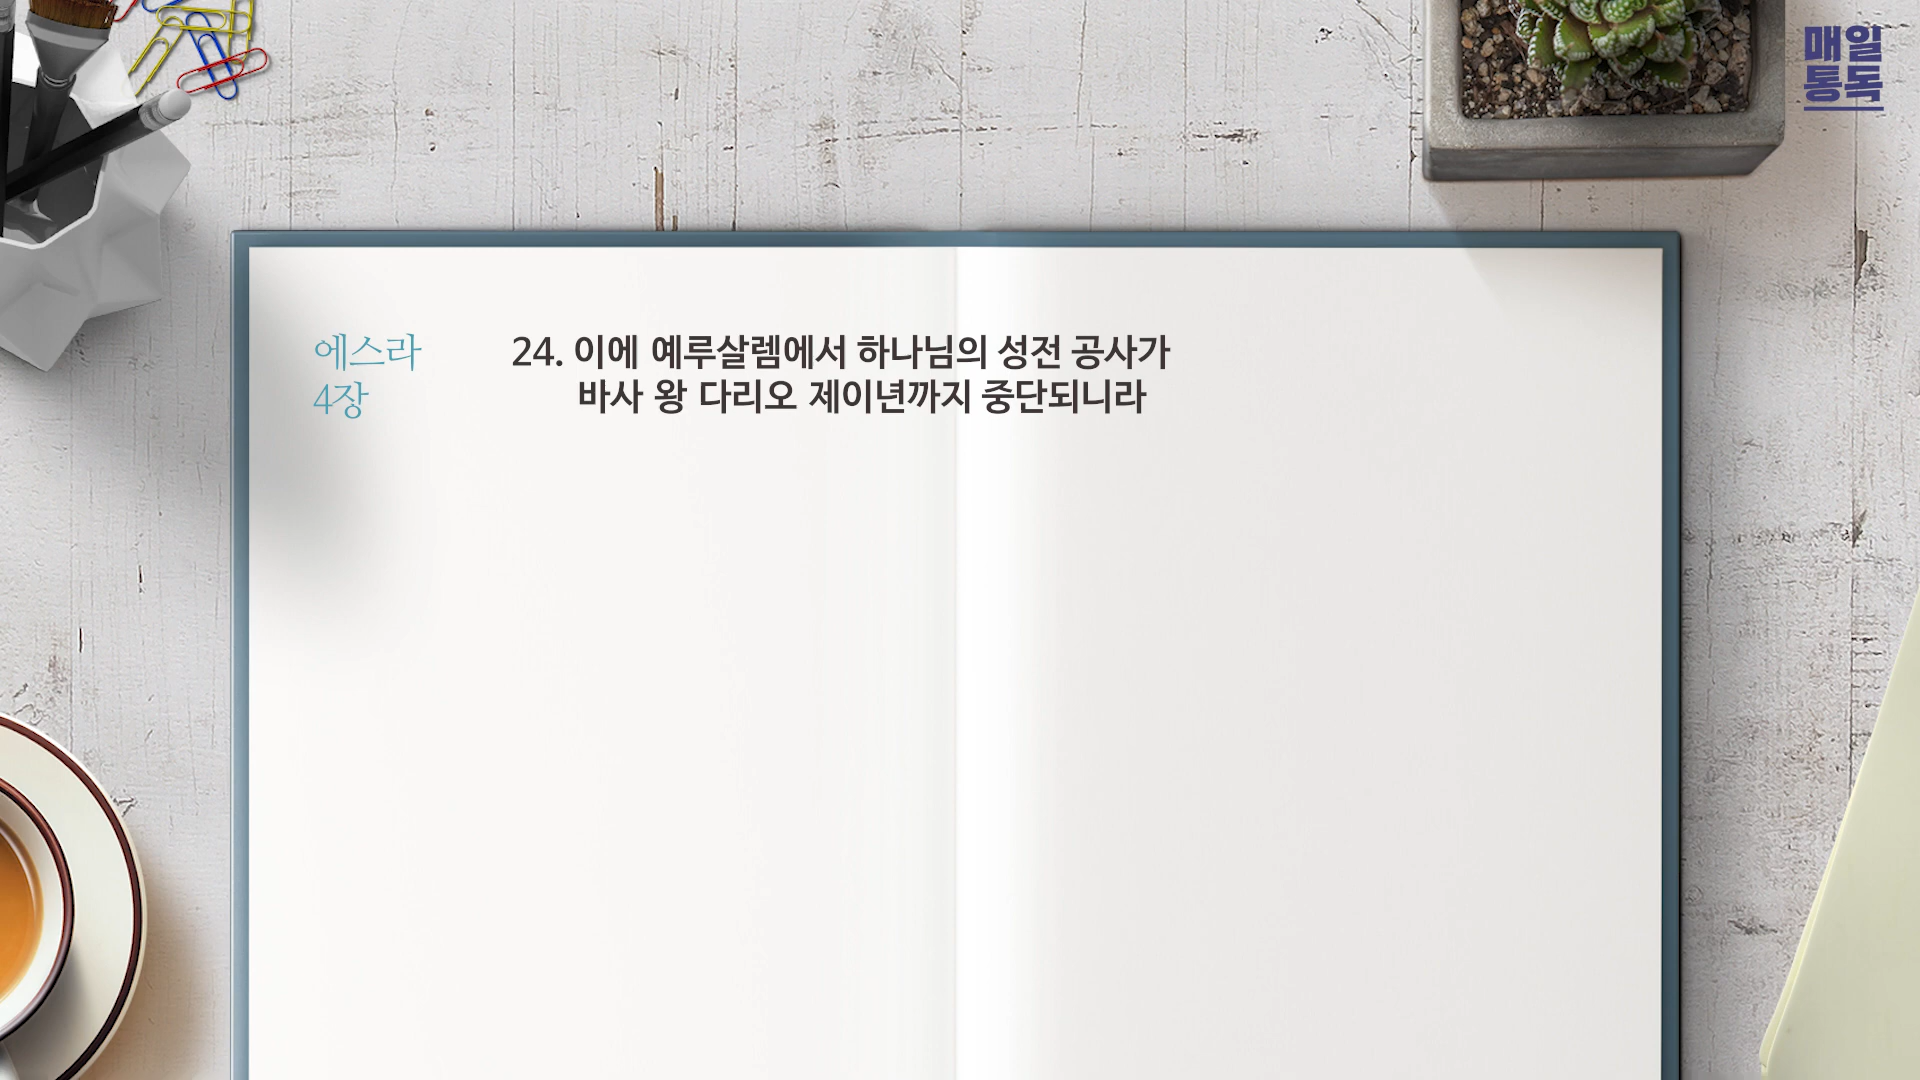 매일
통독
에스라
4장
24. 이에 예루살렘에서 하나님의 성전 공사가
바사 왕 다리오 제이년까지 중단되니라